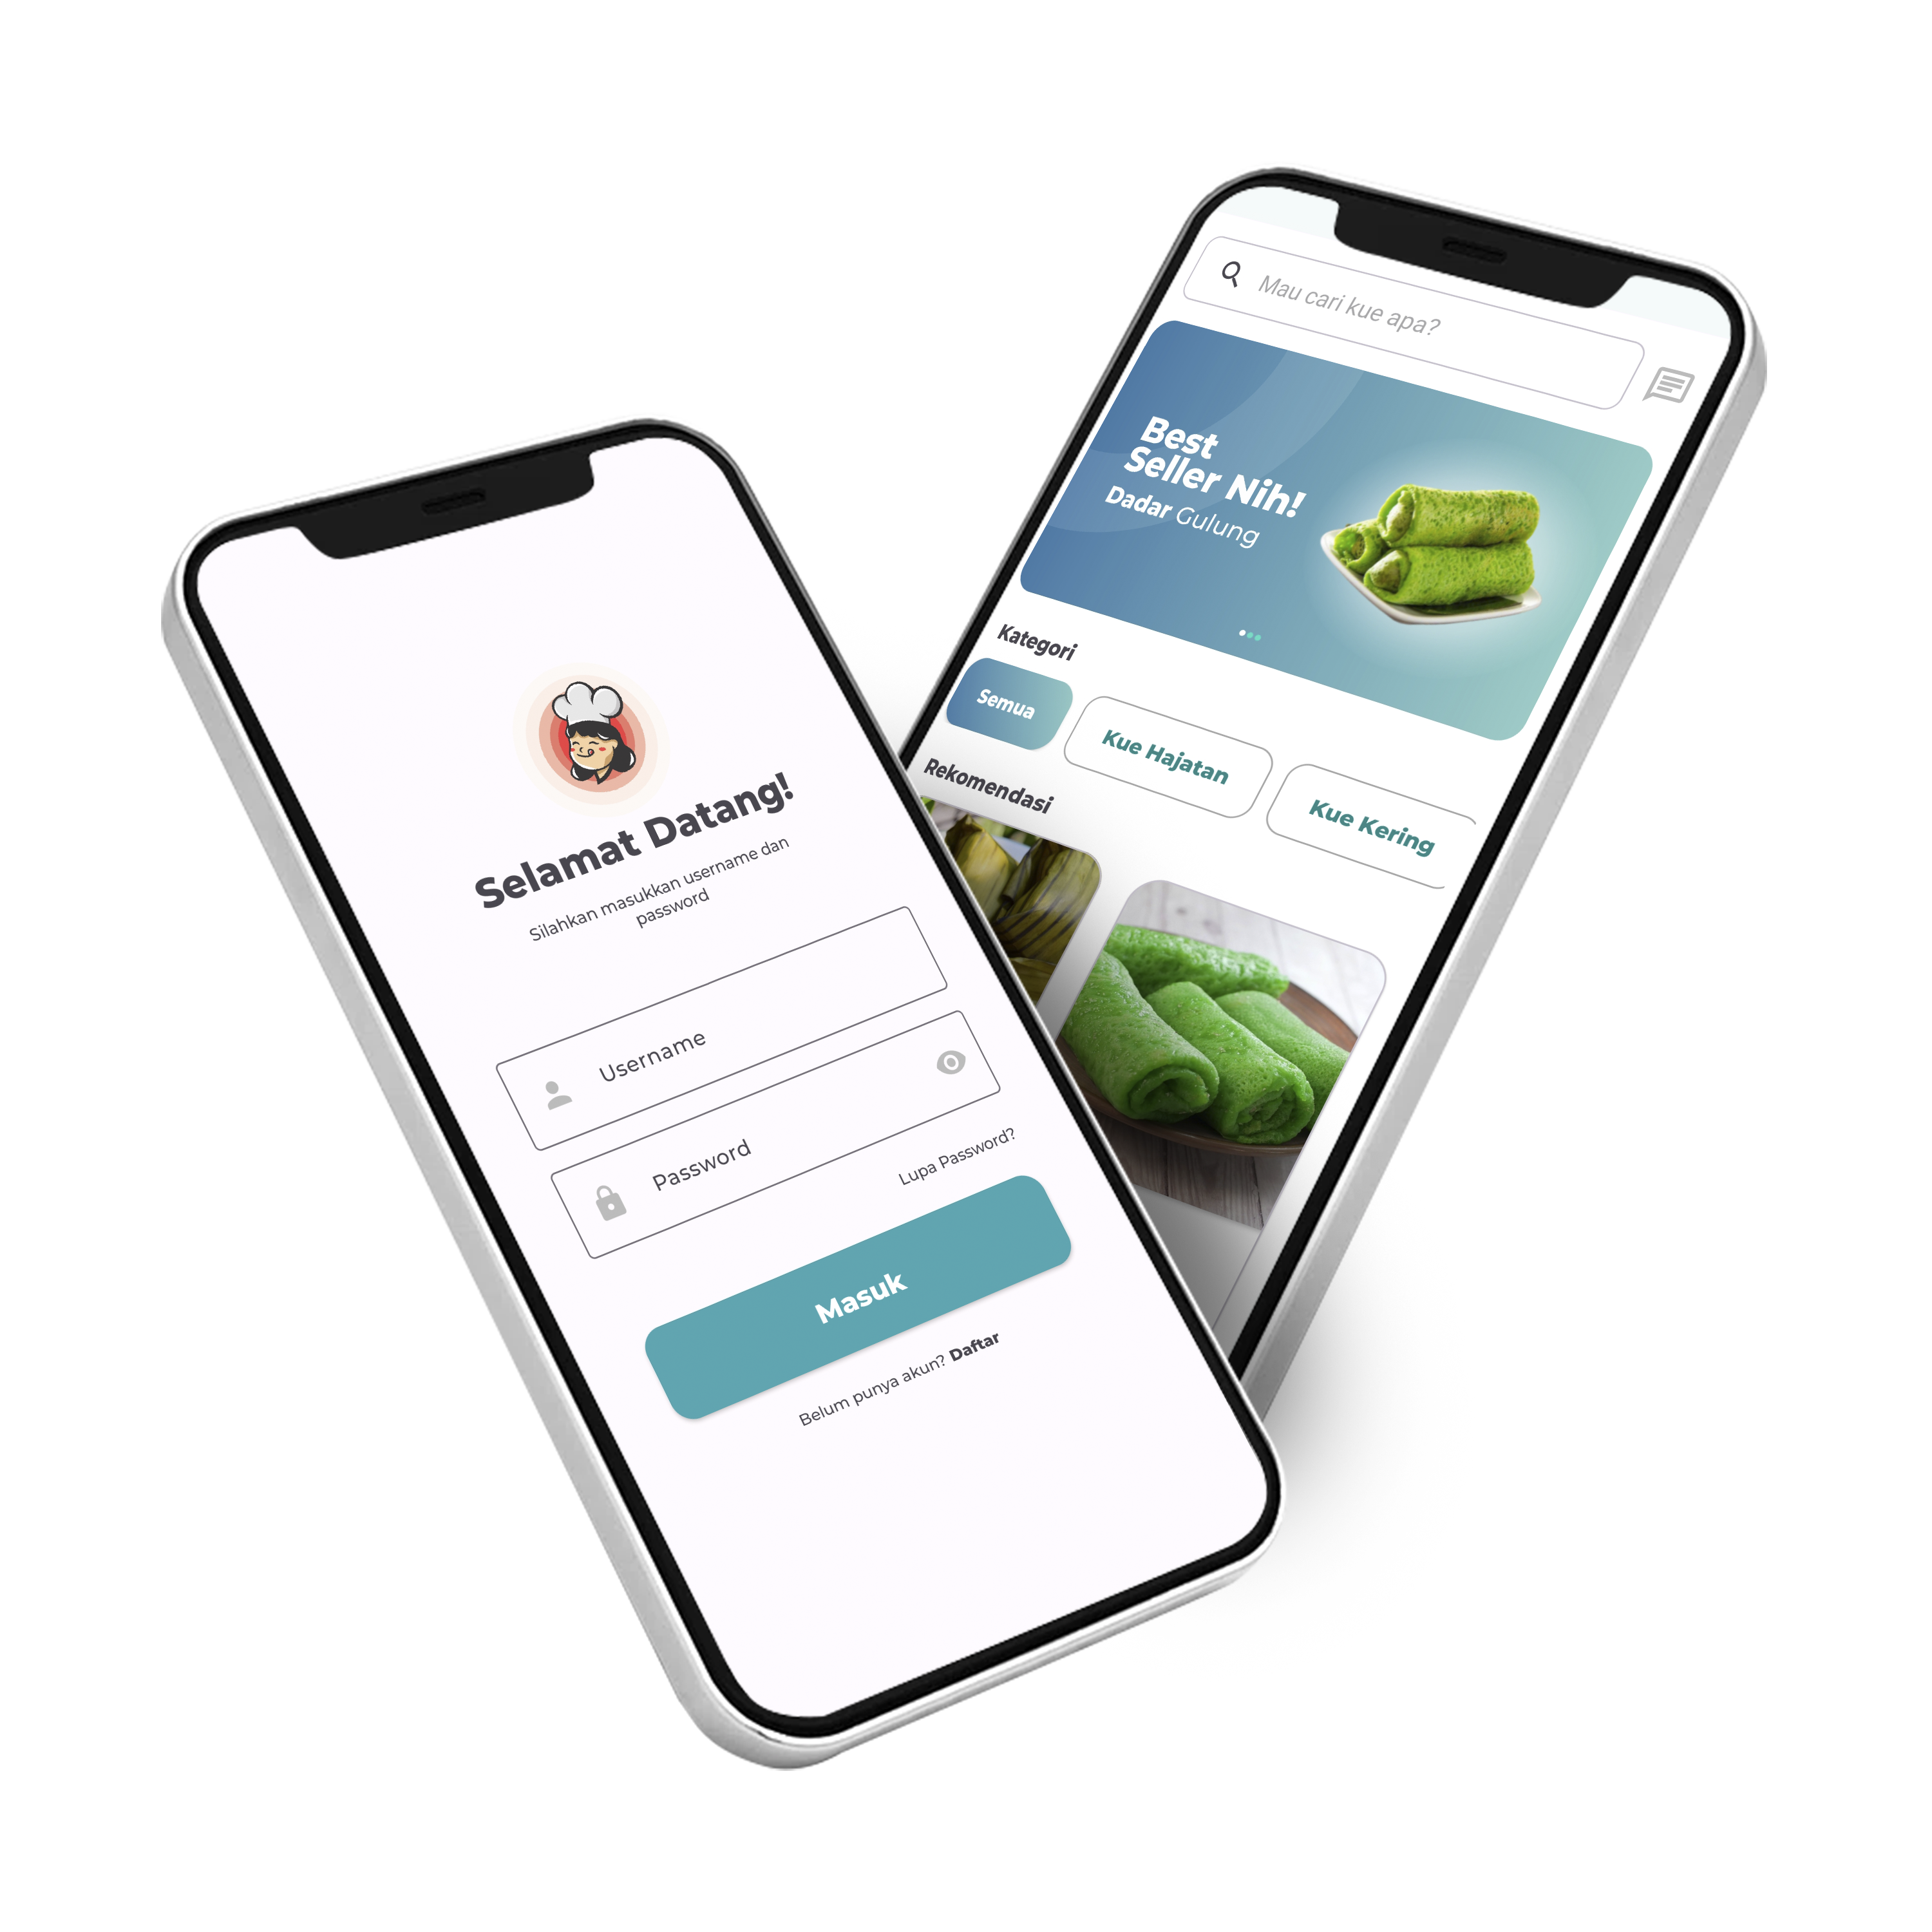 Selamat Datang!
Silahkan masukkan username dan
password
Username
Password
Lupa Password?
Masuk
Belum punya akun? Daftar
Mau cari kue apa?
Best
Seller Nih!
Dadar Gulung
Kategori
Semua
Kue Hajatan
Kue Kering
Rekomendasi